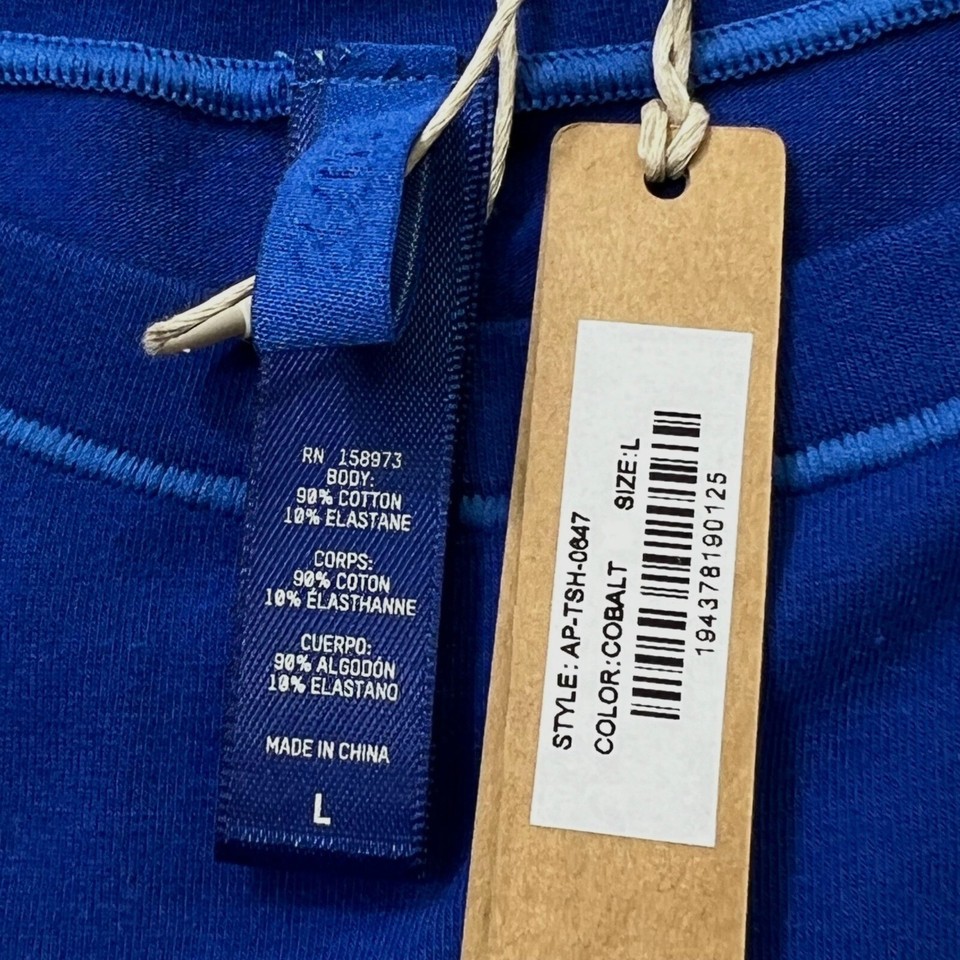 RN 158973
BODY:
90% COTTON
10% ELASTANE
CORPS:
90% COTON
10% ÉLASTHANNE
CUERPO:
90% ALGODÓN
10% ELASTANO
MADE IN CHINA
L
STYLE: AP-TSH-0647
COLOR:COBALT SIZE:L
194378190125